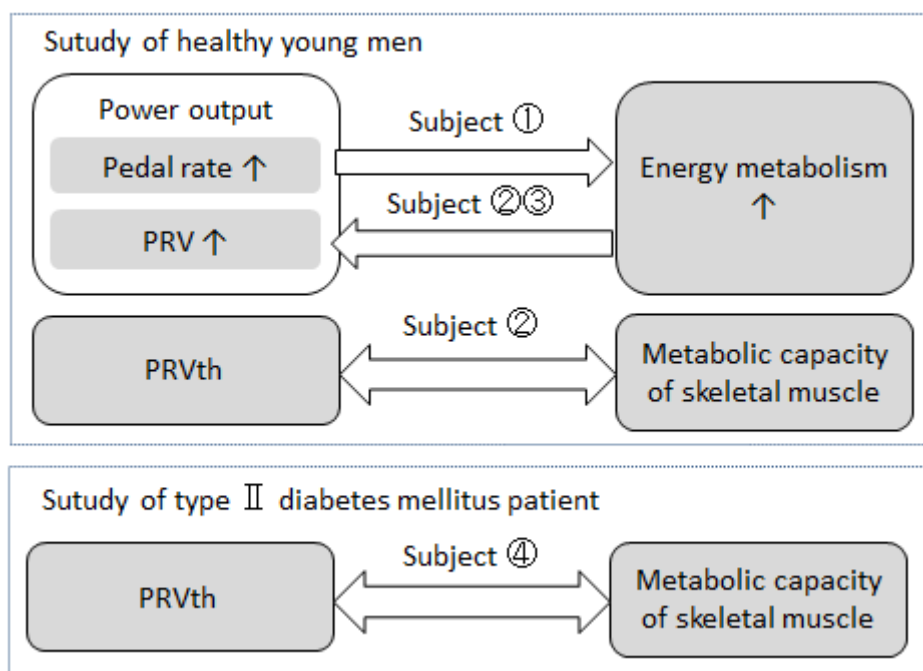 Sutudy of healthy young men
Power output
Pedal rate ↑
PRV ↑
Subject ①
Subject ②③
Energy metabolism
↑
PRVth
Subject ②
Metabolic capacity
of skeletal muscle
Sutudy of type Ⅱ diabetes mellitus patient
PRVth
Subject ④
Metabolic capacity
of skeletal muscle